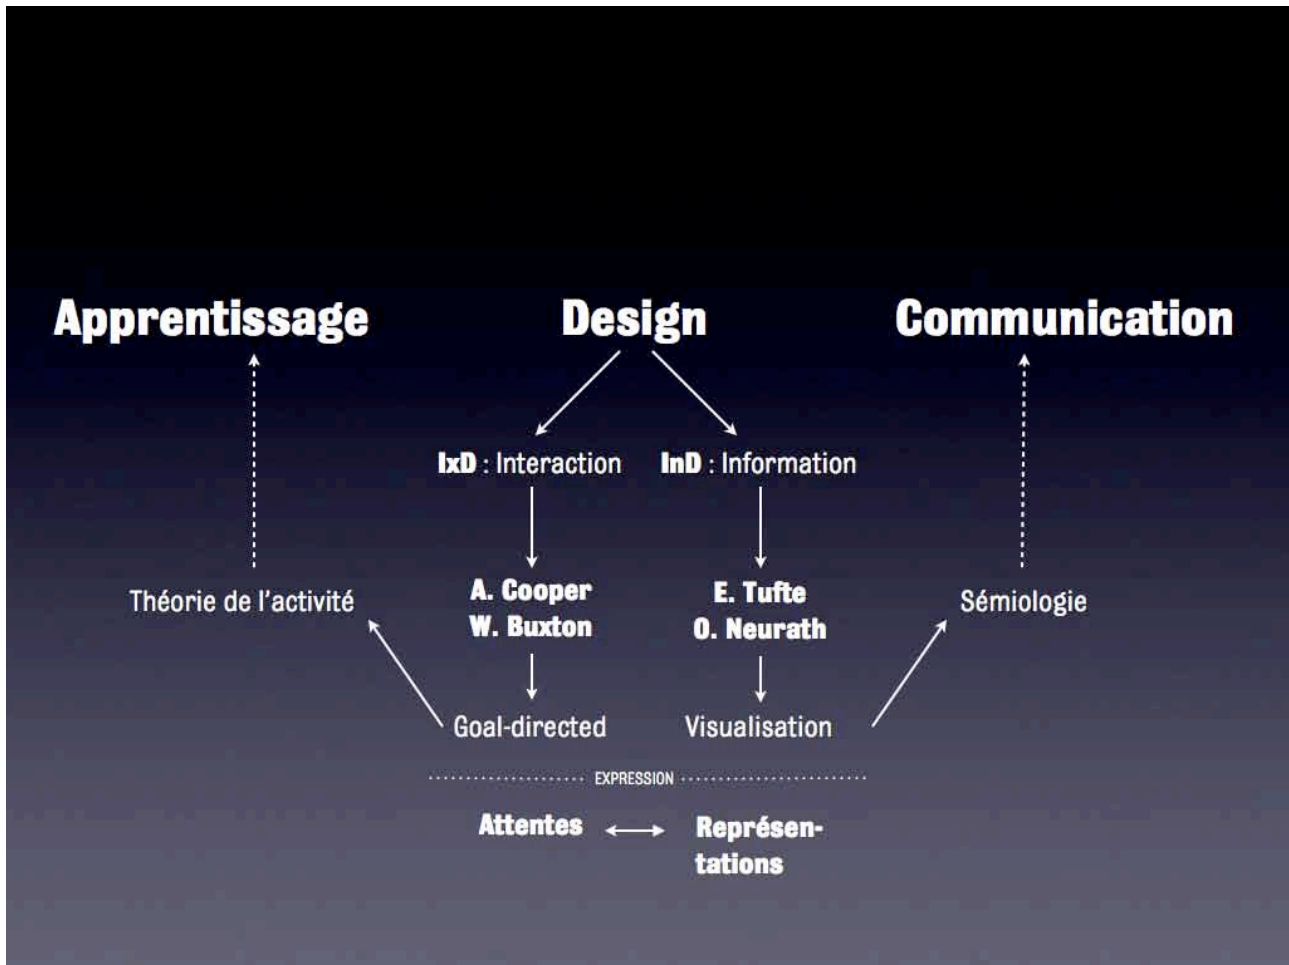 Apprentissage
Design
Communication
IxD : Interaction
InD : Information
Théorie de l'activité
A. Cooper
W. Buxton
E. Tufte
O. Neurath
Sémiologie
Goal-directed
Visualisation
EXPRESSION
Attentes
Représen-
tations